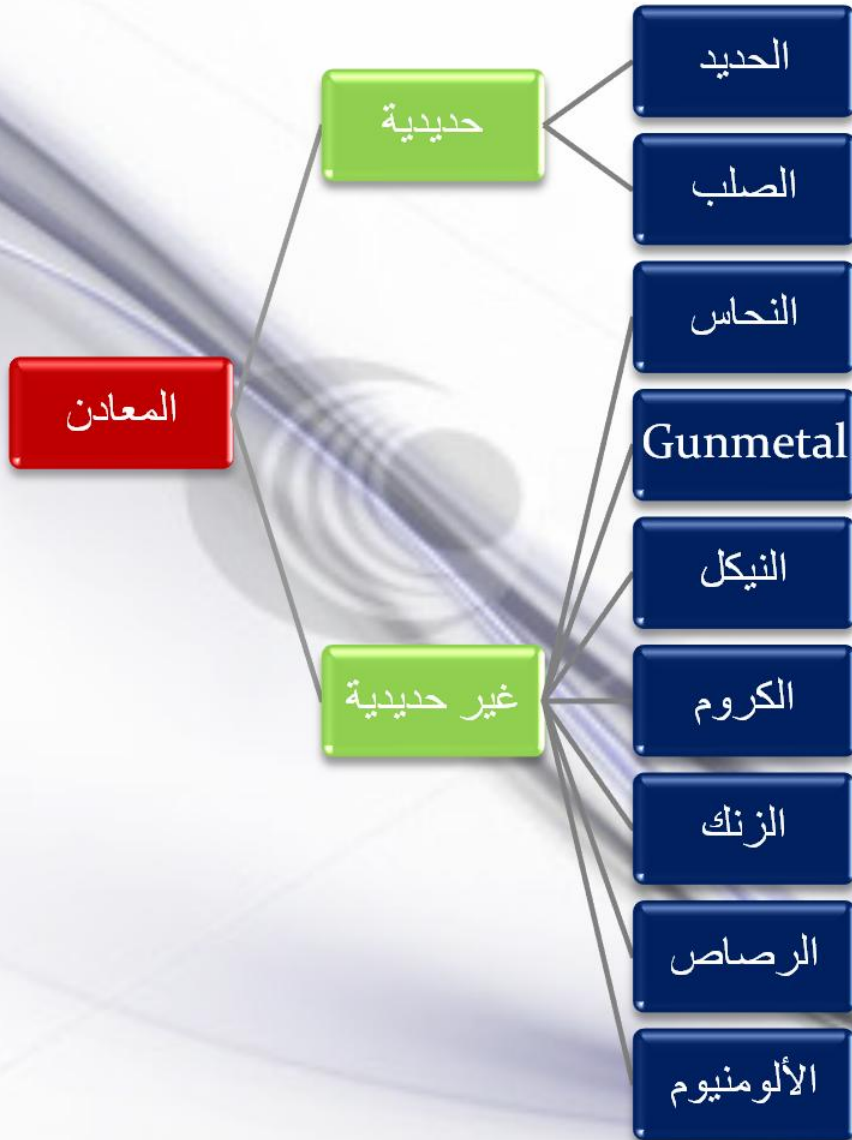 المعادن
حديدية
الحديد
الصلب
غير حديدية
النحاس
Gunmetal
النيكل
الكروم
الزنك
الرصاص
الألومنيوم